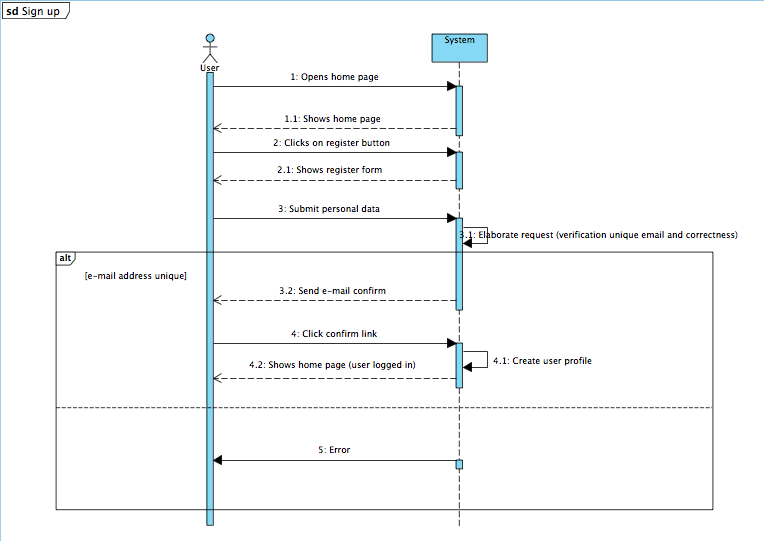 sd Sign up
User
System
1: Opens home page
1.1: Shows home page
2: Clicks on register button
2.1: Shows register form
3: Submit personal data
3.1: Elaborate request (verification unique email and correctness)
alt
[e-mail address unique]
3.2: Send e-mail confirm
4: Click confirm link
4.1: Create user profile
4.2: Shows home page (user logged in)
5: Error